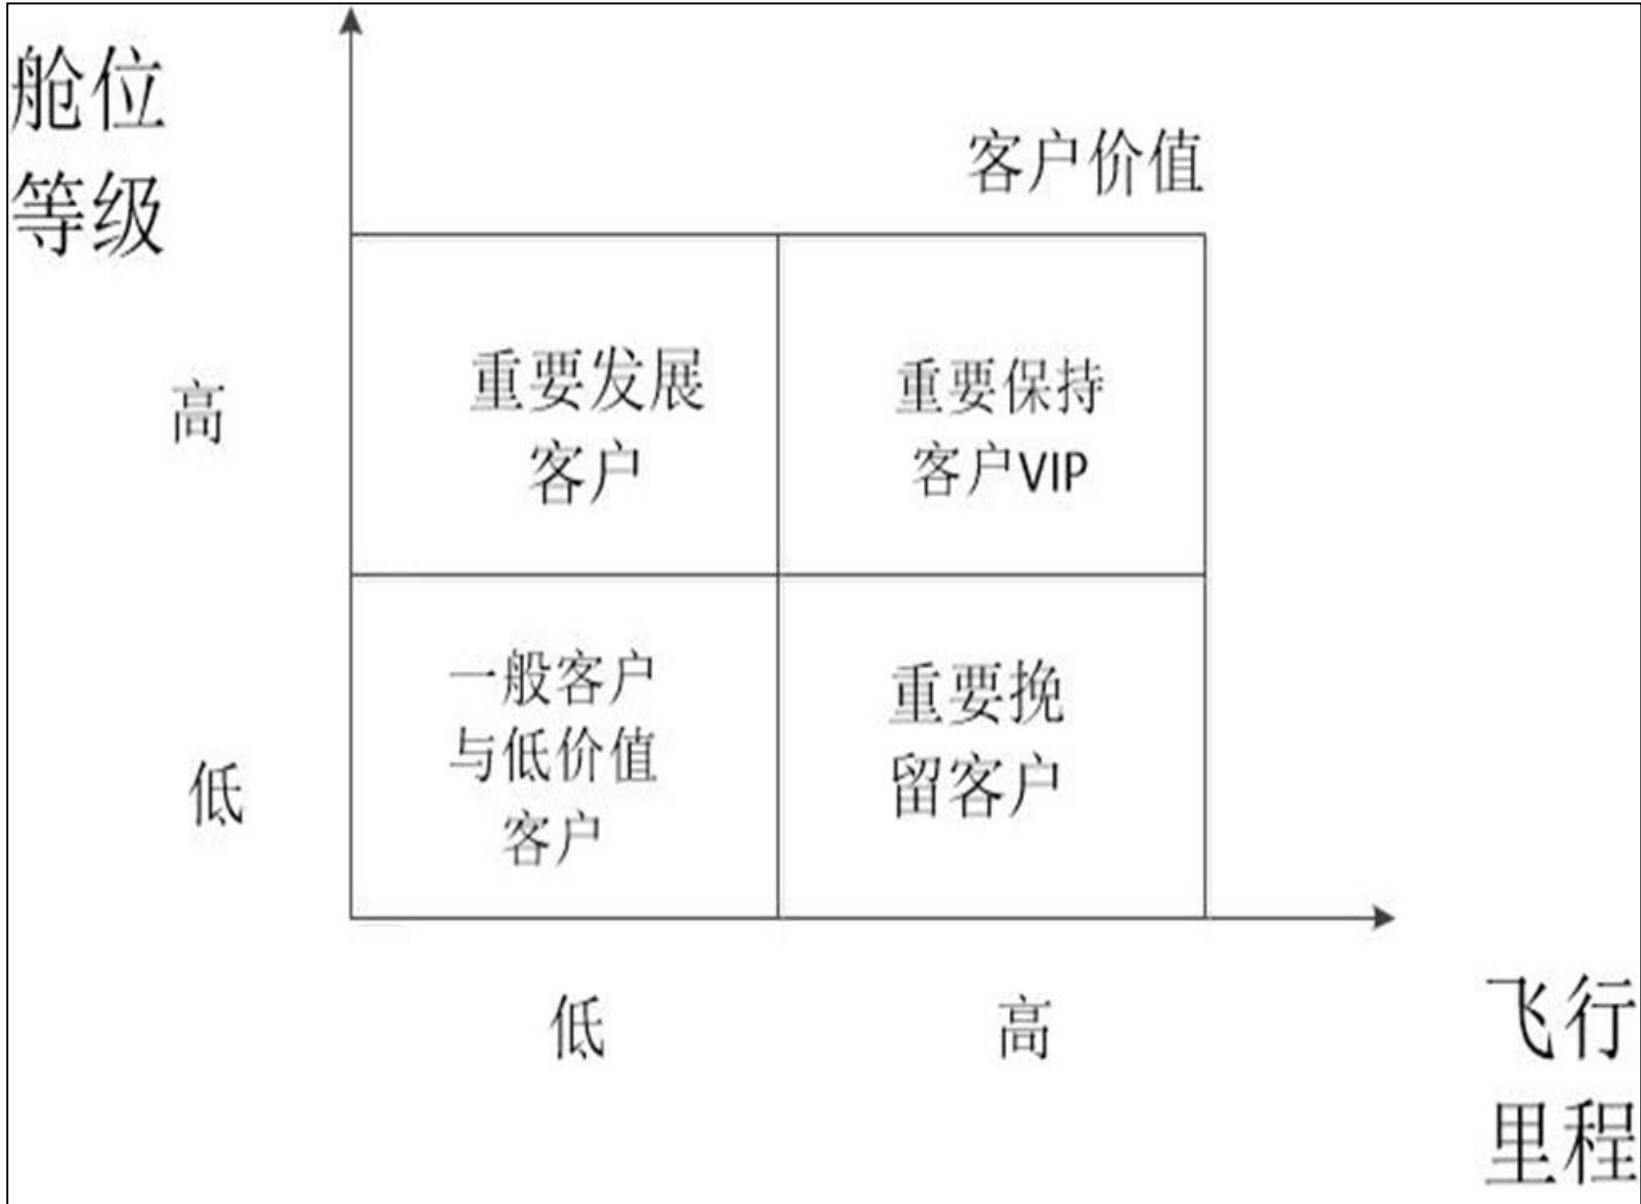 舱位
等级
客户价值
高
重要发展
客户
重要保持
客户VIP
低
一般客户
与低价值
客户
重要挽
留客户
低
高
飞行
里程